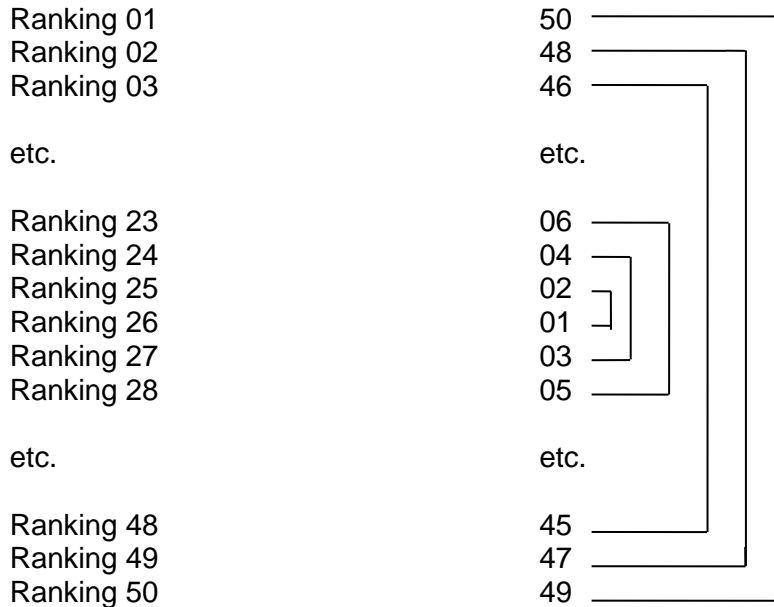 Ranking 01 50
Ranking 02 48
Ranking 03 46
etc. etc.
Ranking 23 06
Ranking 24 04
Ranking 25 02
Ranking 26 01
Ranking 27 03
Ranking 28 05
etc. etc.
Ranking 48 45
Ranking 49 47
Ranking 50 49